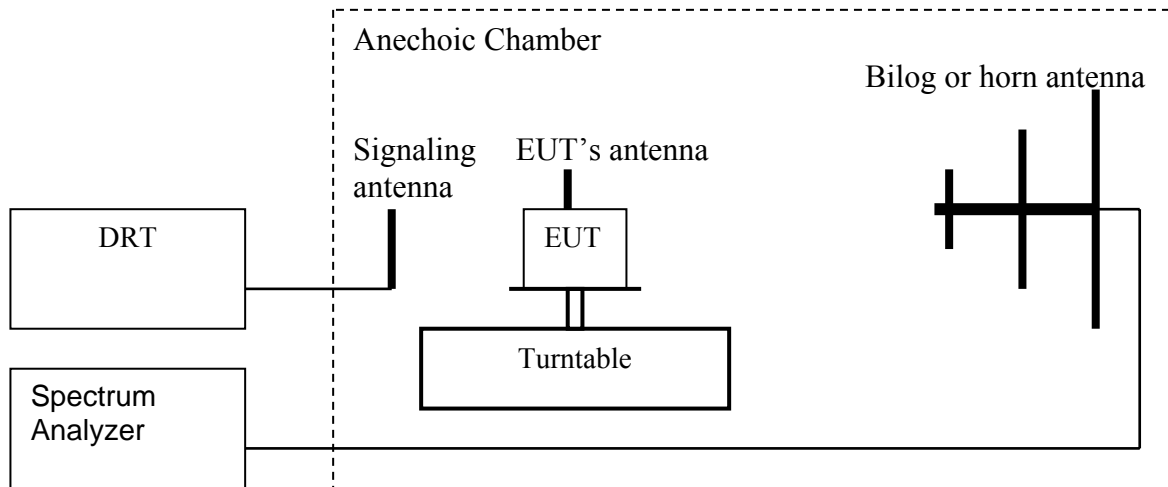 Anechoic Chamber
Bilog or horn antenna
Signaling
antenna
EUT’s antenna
DRT
EUT
Turntable
Spectrum
Analyzer